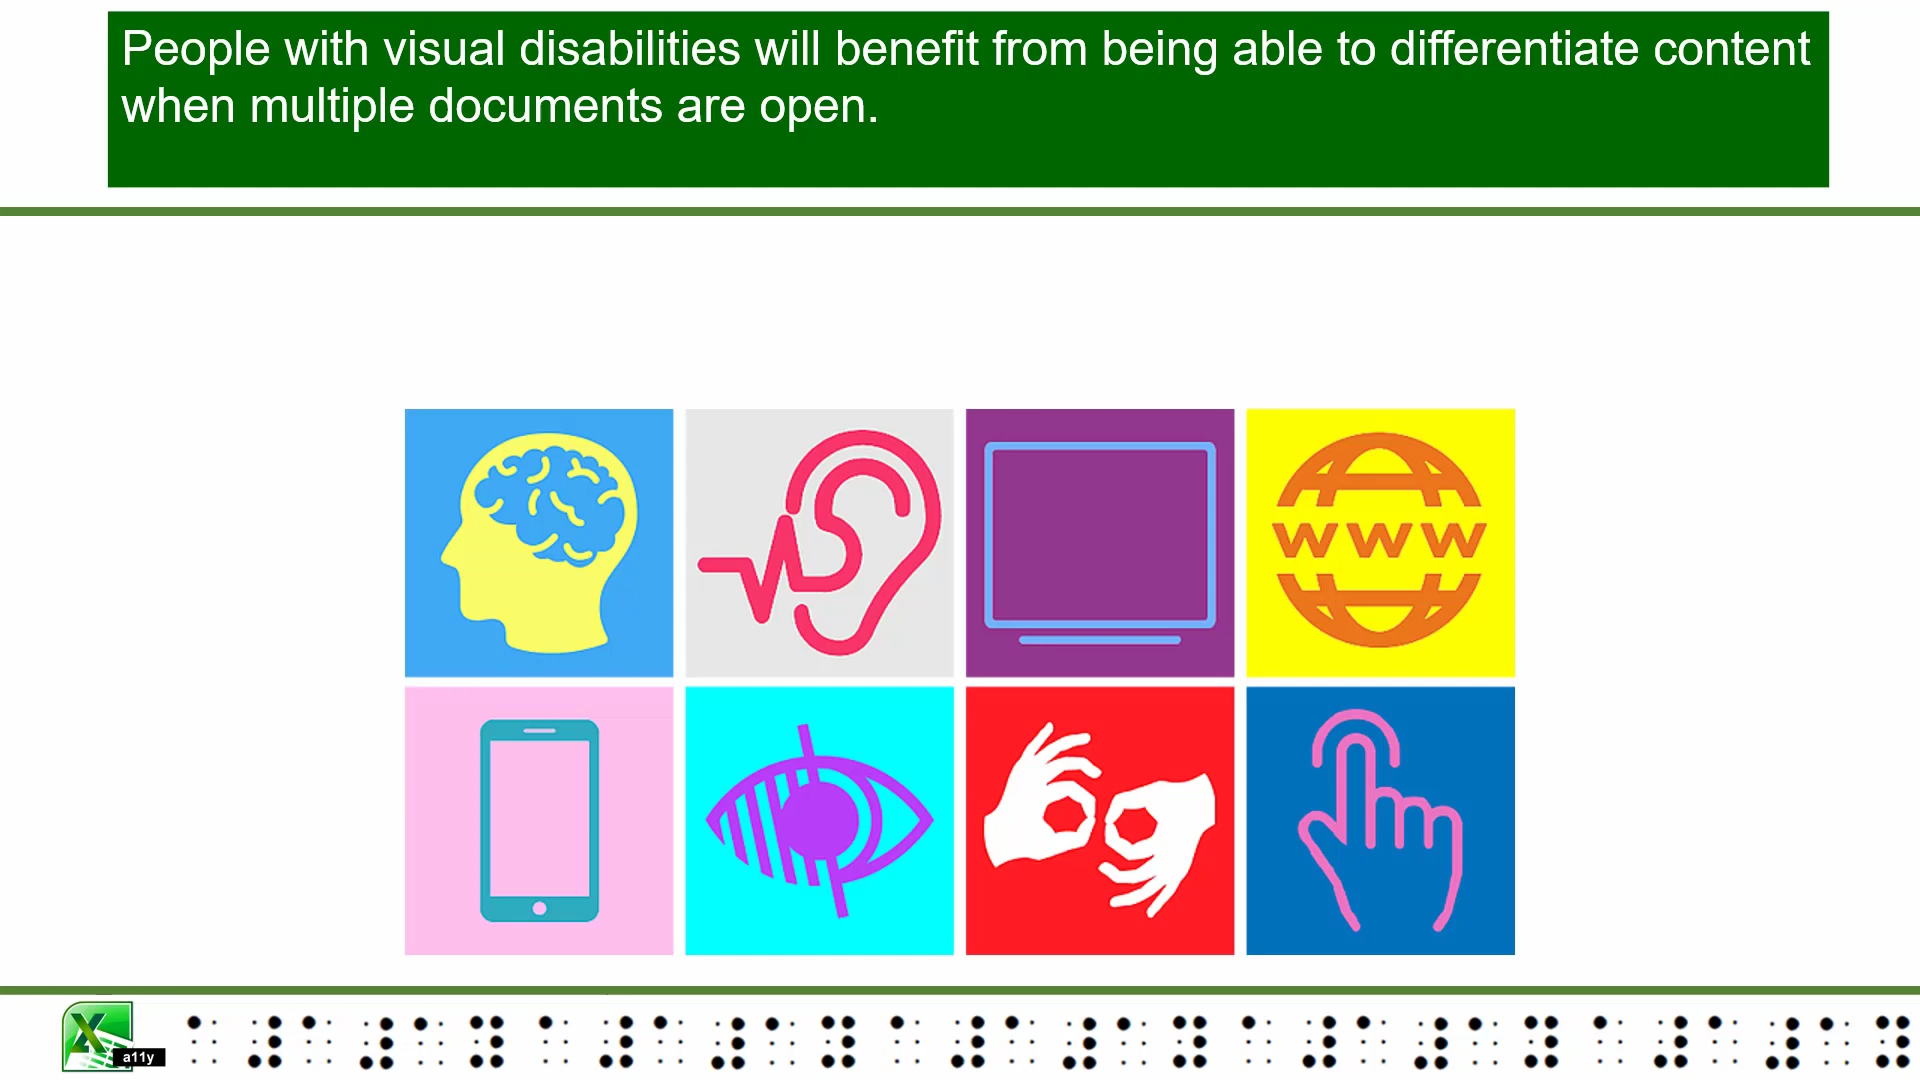 People with visual disabilities will benefit from being able to differentiate content
when multiple documents are open.
www
X
a11y